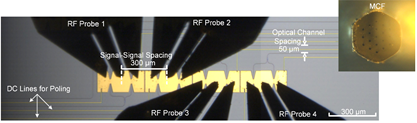 RF Probe 1
RF Probe 2
Optical Channel
Spacing
50 µm
MCF
Signal-Signal Spacing
300 µm
DC Lines for Poling
RF Probe 3
RF Probe 4
300 µm